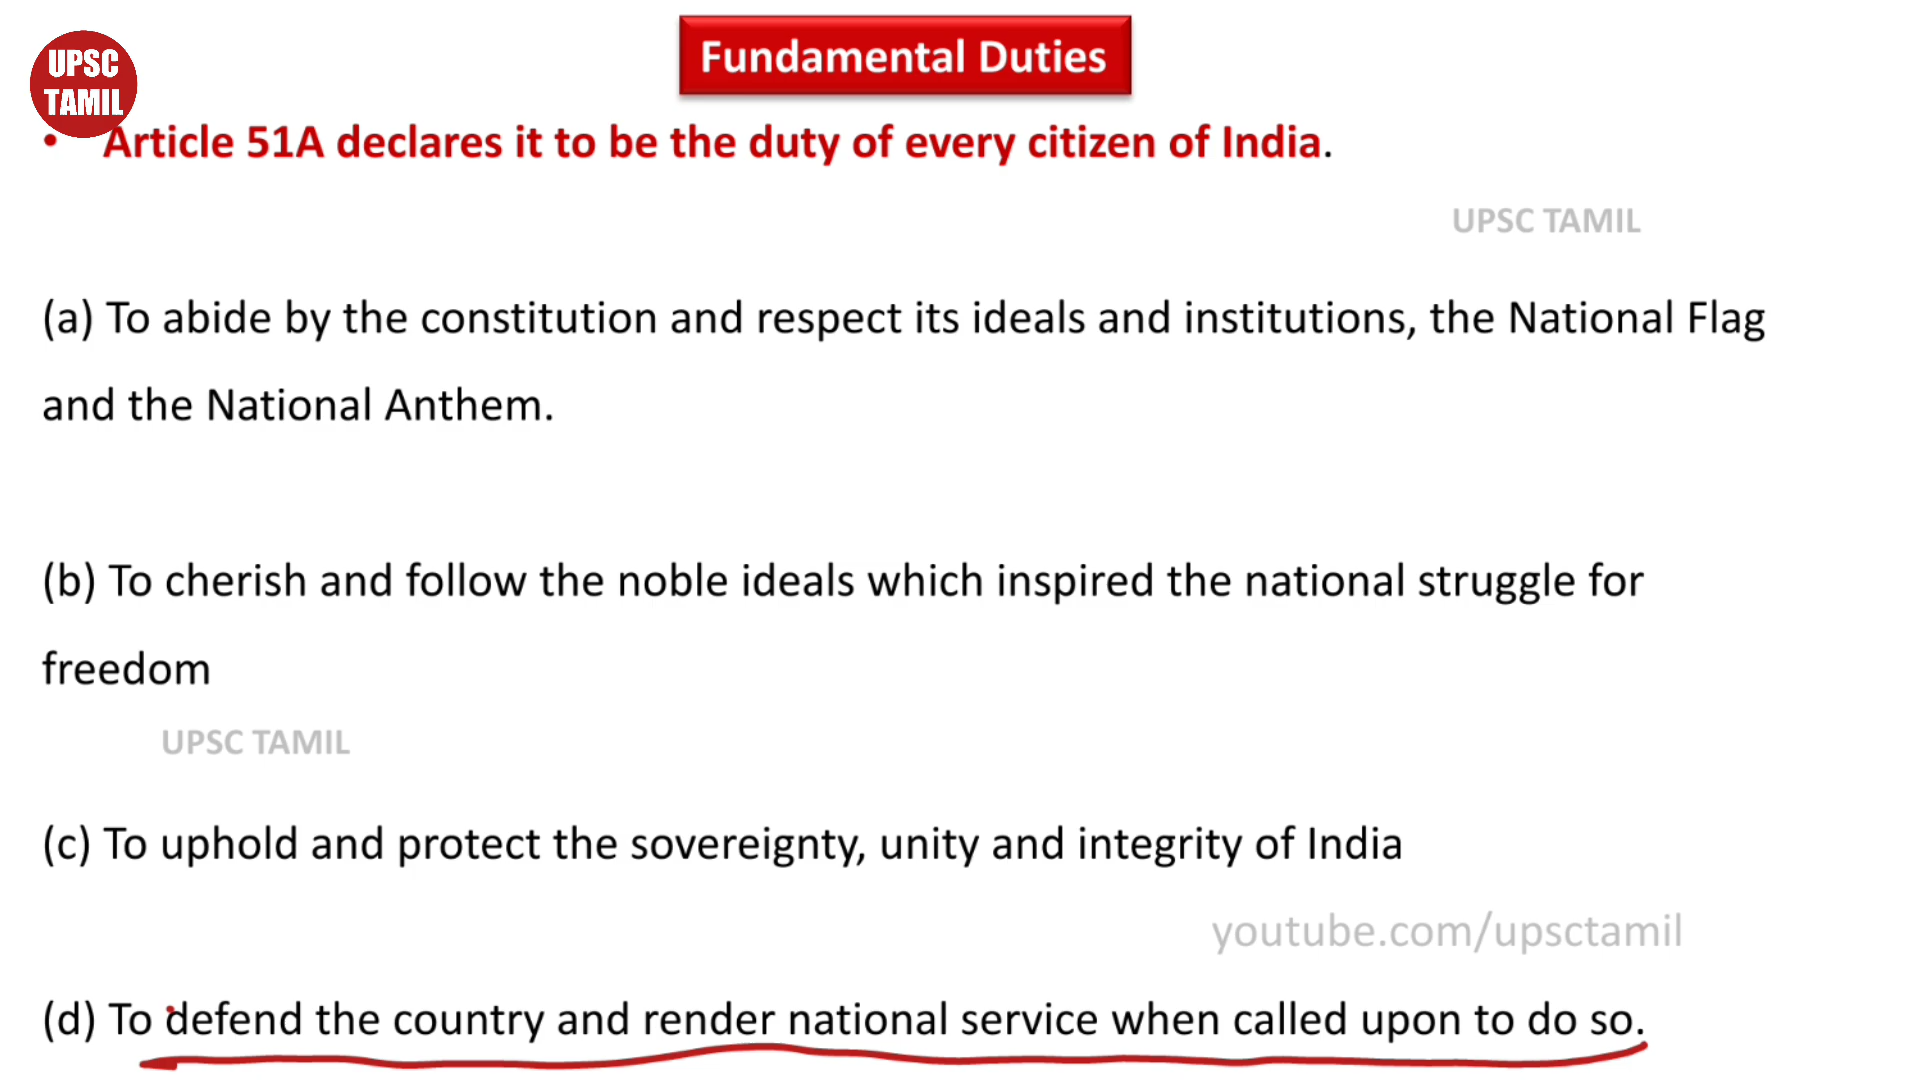 Fundamental Duties
UPSC
TAMIL
• Article 51A declares it to be the duty of every citizen of India.
UPSC TAMIL
(a) To abide by the constitution and respect its ideals and institutions, the National Flag
and the National Anthem.
(b) To cherish and follow the noble ideals which inspired the national struggle for
freedom
UPSC TAMIL
(c) To uphold and protect the sovereignty, unity and integrity of India
youtube.com/upsctamil
(d) To defend the country and render national service when called upon to do so.